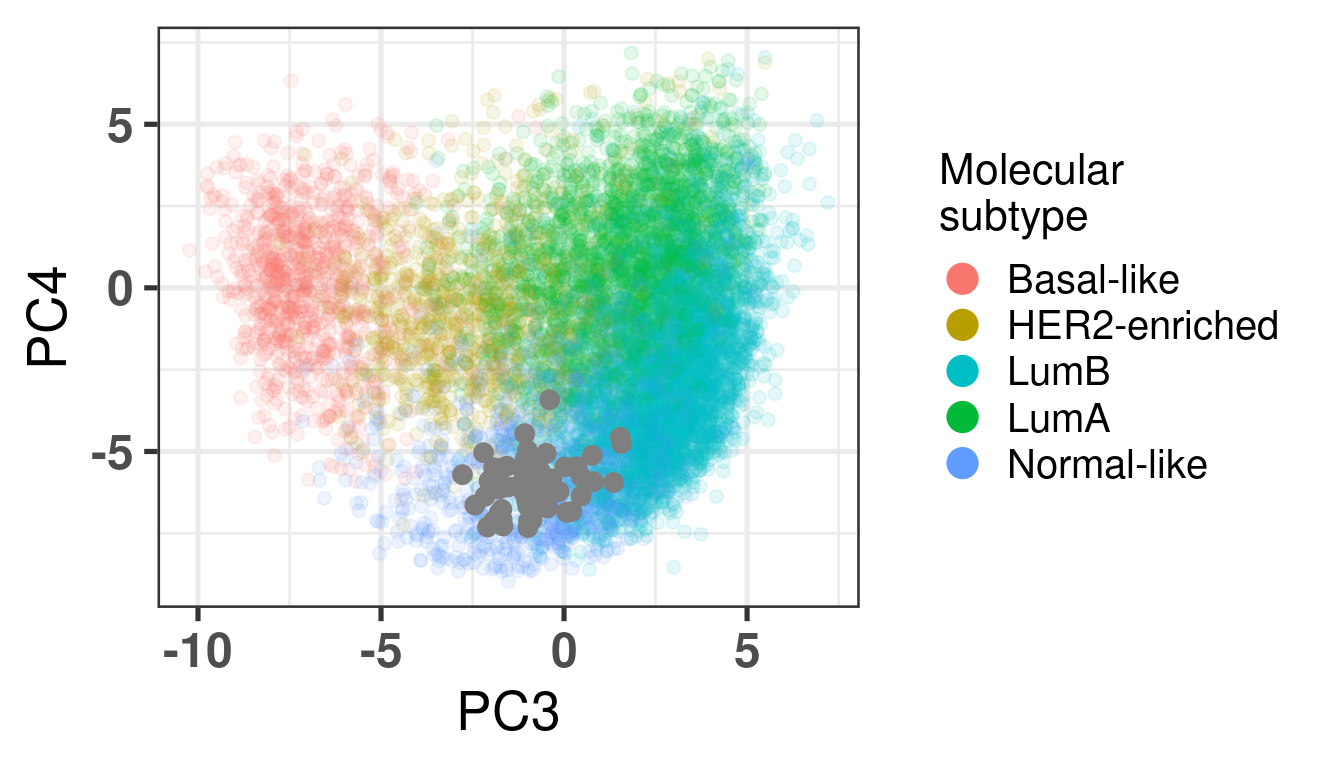 5
0
-5
PC4
-10
-5
0
5
PC3
Molecular
subtype
Basal-like
HER2-enriched
LumB
LumA
Normal-like